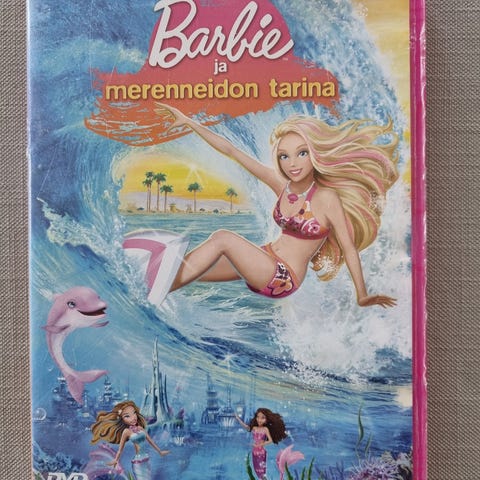 Barbie
ja
merenneidon tarina
DVD